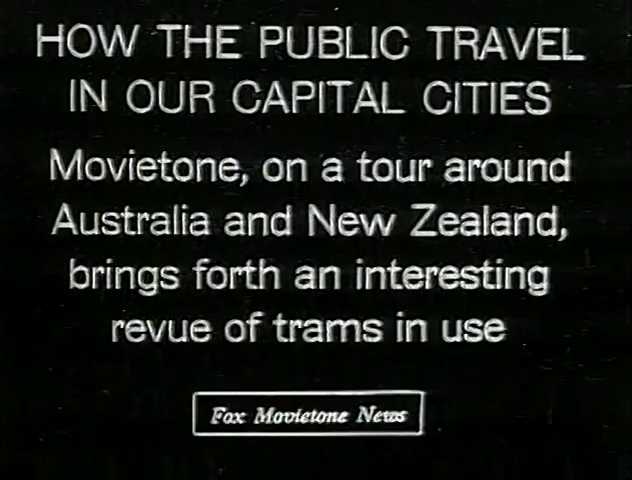 HOW THE PUBLIC TRAVEL
IN OUR CAPITAL CITIES
Movietone, on a tour around
Australia and New Zealand,
brings forth an interesting
revue of trams in use
Fox Movietone News